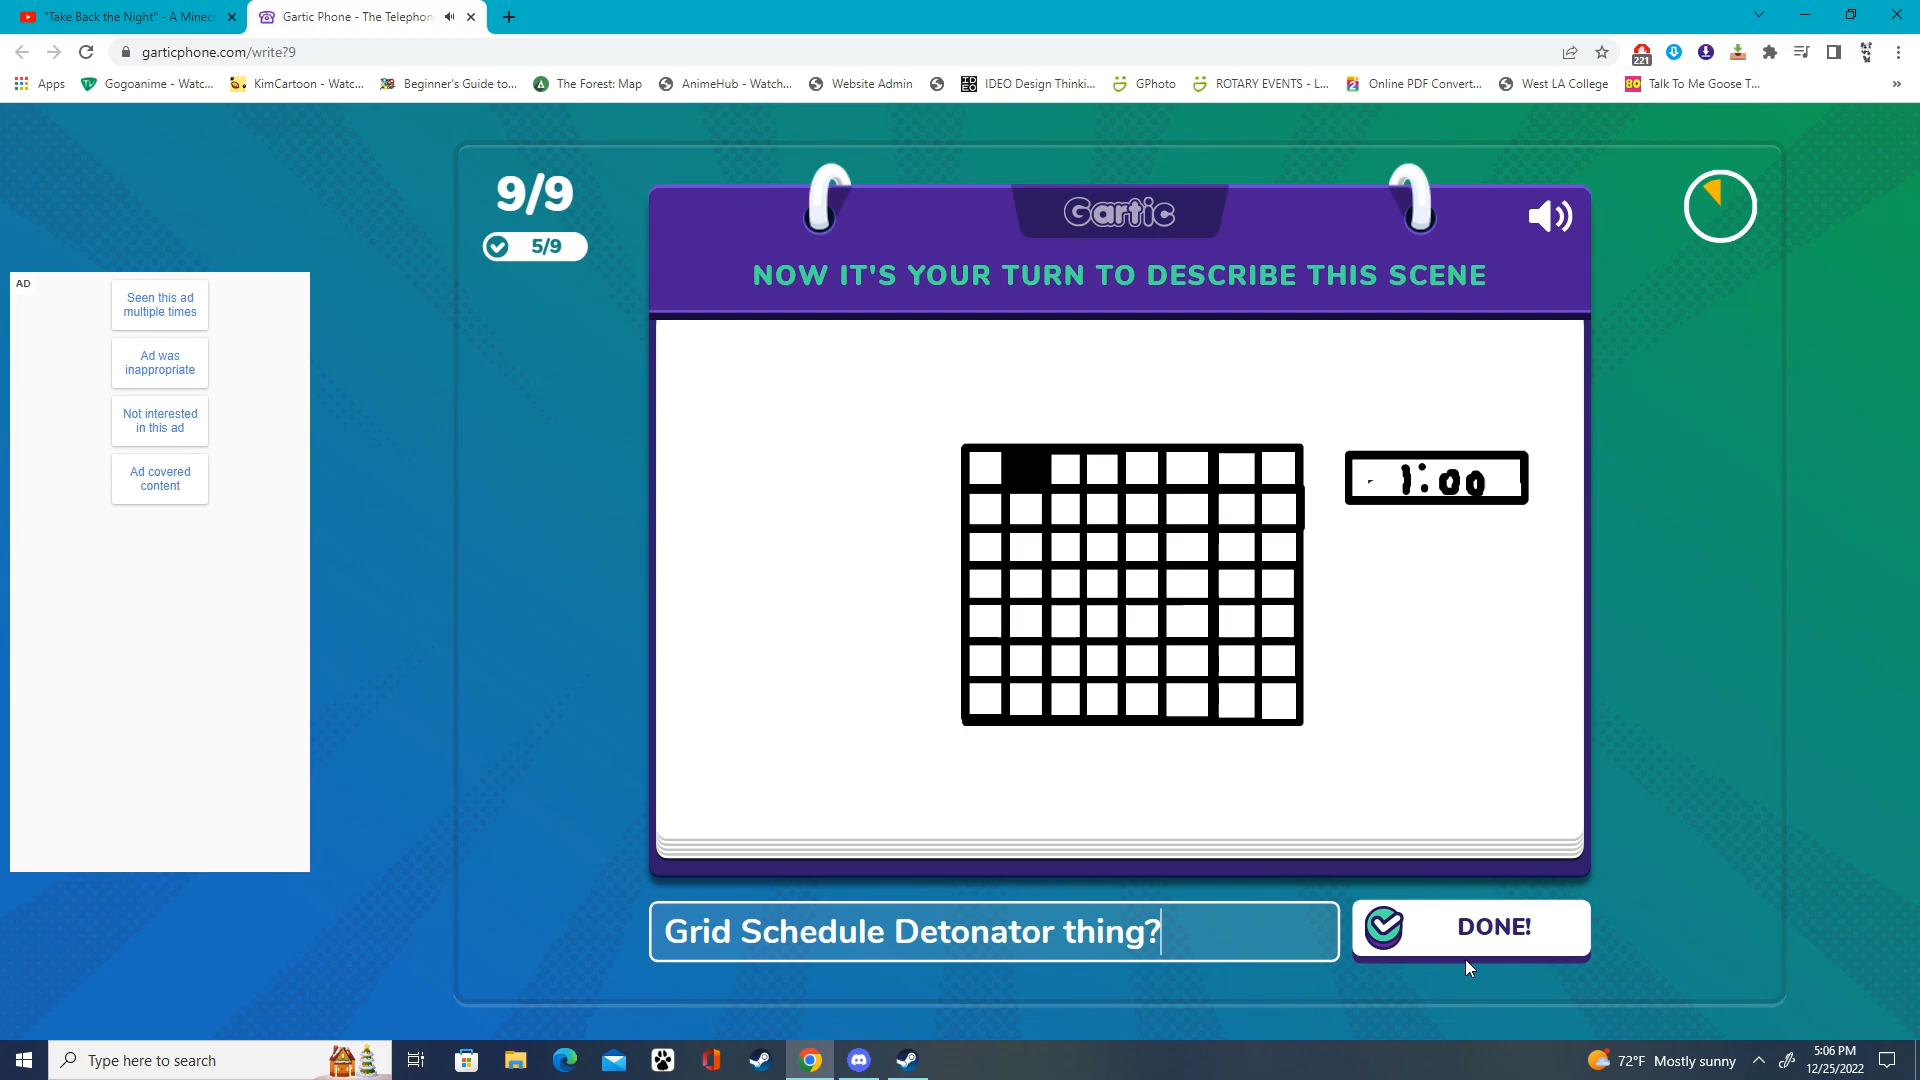 "Take Back the Night" - A Minec
Gartic Phone - The Telephon
garticphone.com/write?9
221
Apps
Gogoanime - Watc...
KimCartoon - Watc...
Beginner's Guide to...
The Forest: Map
AnimeHub - Watch...
Website Admin
IDEO
IDEO Design Thinki...
GPhoto
ROTARY EVENTS - L...
Online PDF Convert...
West LA College
80
Talk To Me Goose T...
»
9/9
5/9
Gartic
NOW IT'S YOUR TURN TO DESCRIBE THIS SCENE
AD
Seen this ad
multiple times
Ad was
inappropriate
Not interested
in this ad
Ad covered
content
- 1:00
Grid Schedule Detonator thing?
DONE!
Type here to search
72°F Mostly sunny
5:06 PM
12/25/2022